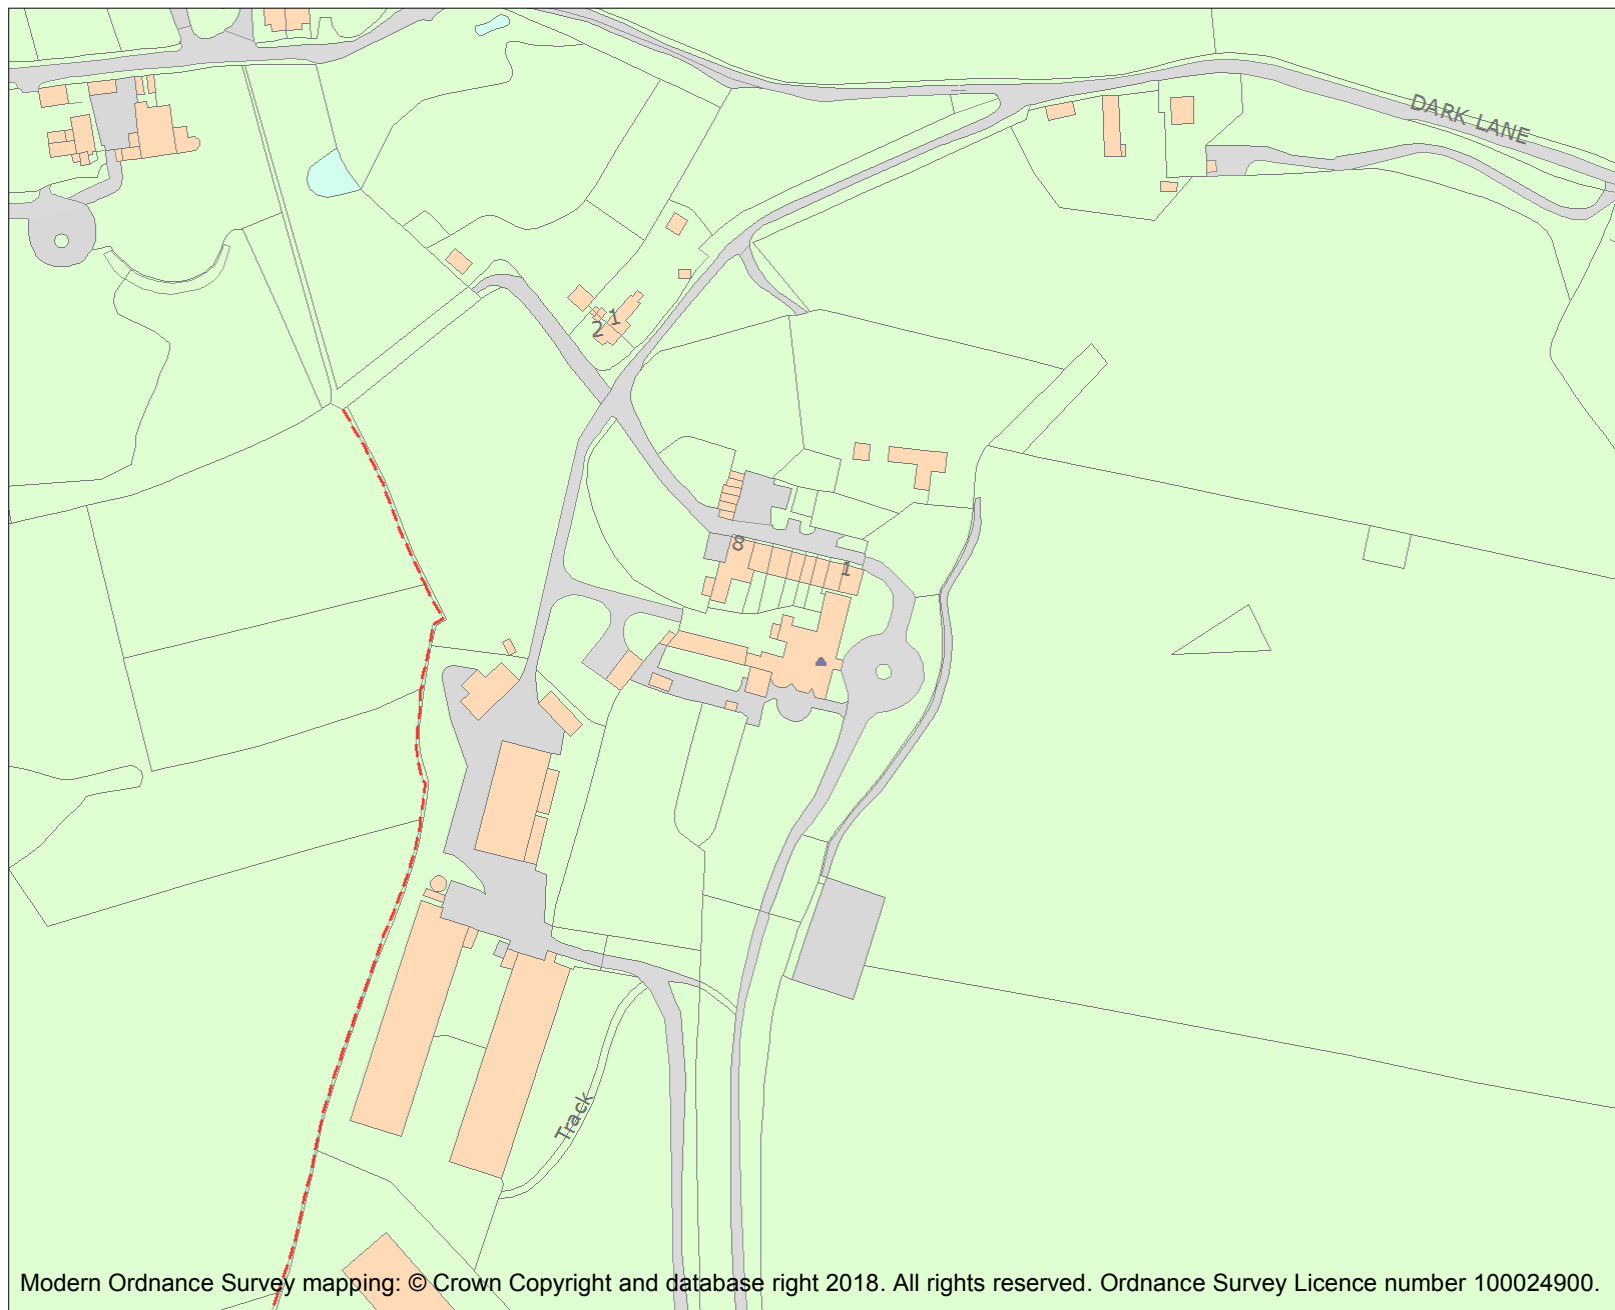 DARK LANE
1
2
8
1
Track
Modern Ordnance Survey mapping: © Crown Copyright and database right 2018. All rights reserved. Ordnance Survey Licence number 100024900.